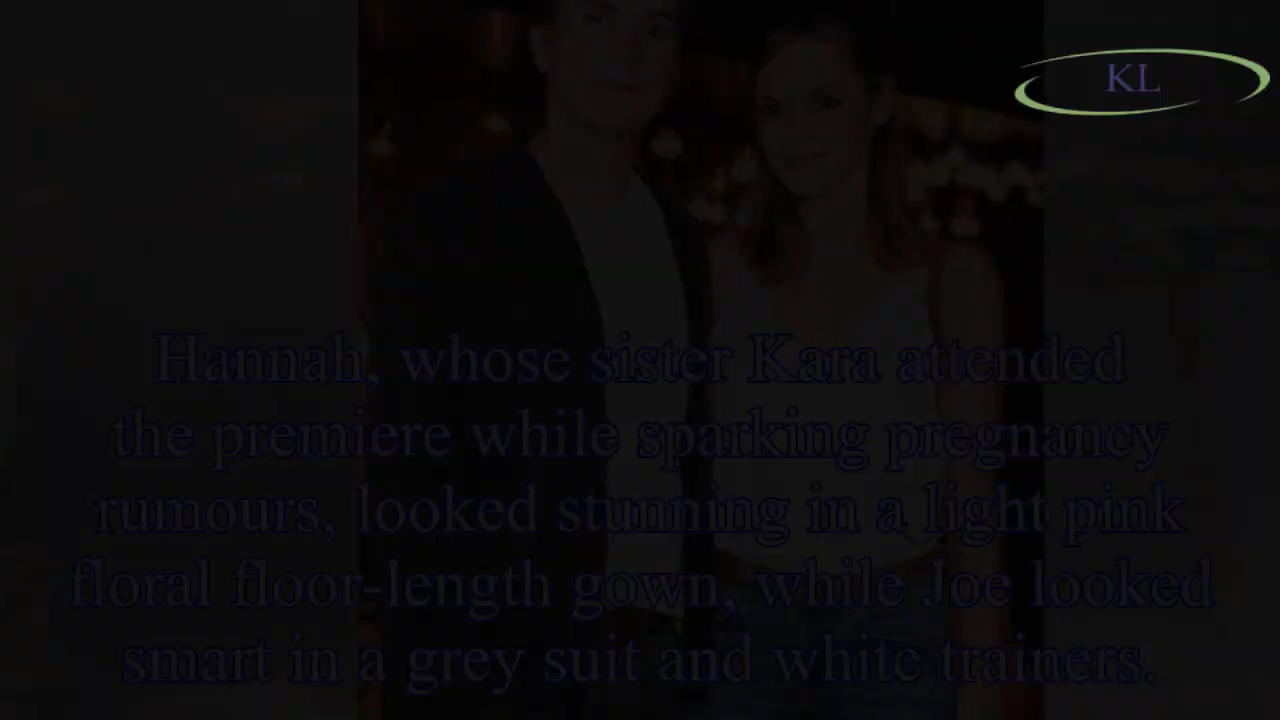 KL
Hannah, whose sister Kara attended
the premiere while sparking pregnancy
rumours, looked stunning in a light pink
floral floor-length gown, while Joe looked
smart in a grey suit and white trainers.